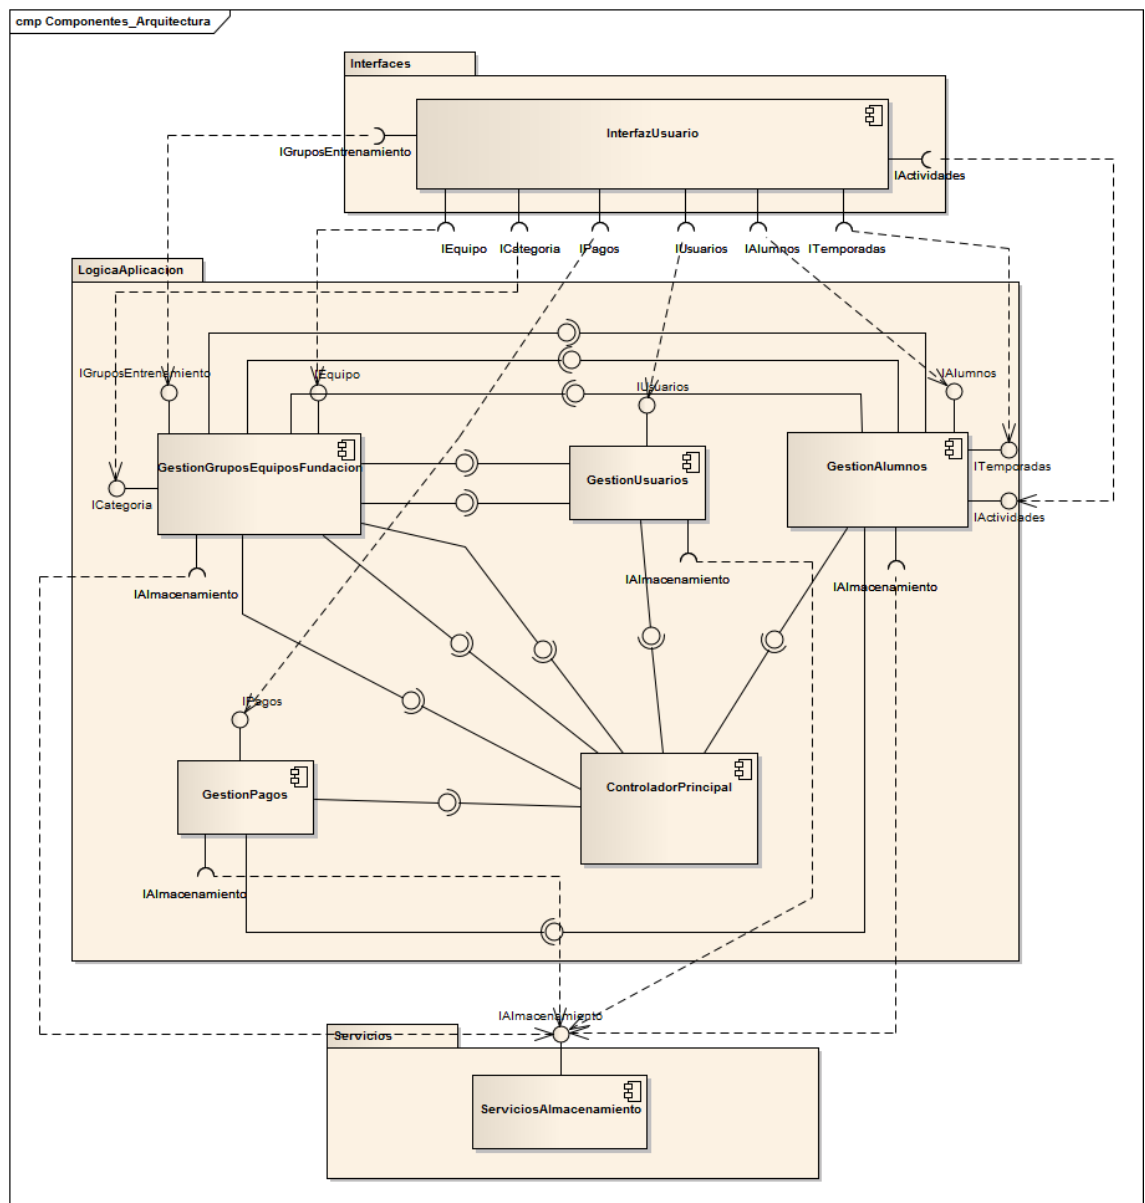 cmp Componentes_Arquitectura
Interfaces
InterfazUsuario
IGruposEntrenamiento
IActividades
IEquipo
ICategoria
IPagos
IUsuarios
IAlumnos
ITemporadas
LogicaAplicacion
IGruposEntrenamiento
IEquipo
IUsuarios
IAlumnos
GestionGruposEquiposFundacion
GestionUsuarios
GestionAlumnos
ITemporadas
ICategoria
IActividades
IAlmacenamiento
IAlmacenamiento
IAlmacenamiento
IPagos
GestionPagos
ControladorPrincipal
IAlmacenamiento
IAlmacenamiento
Servicios
ServiciosAlmacenamiento